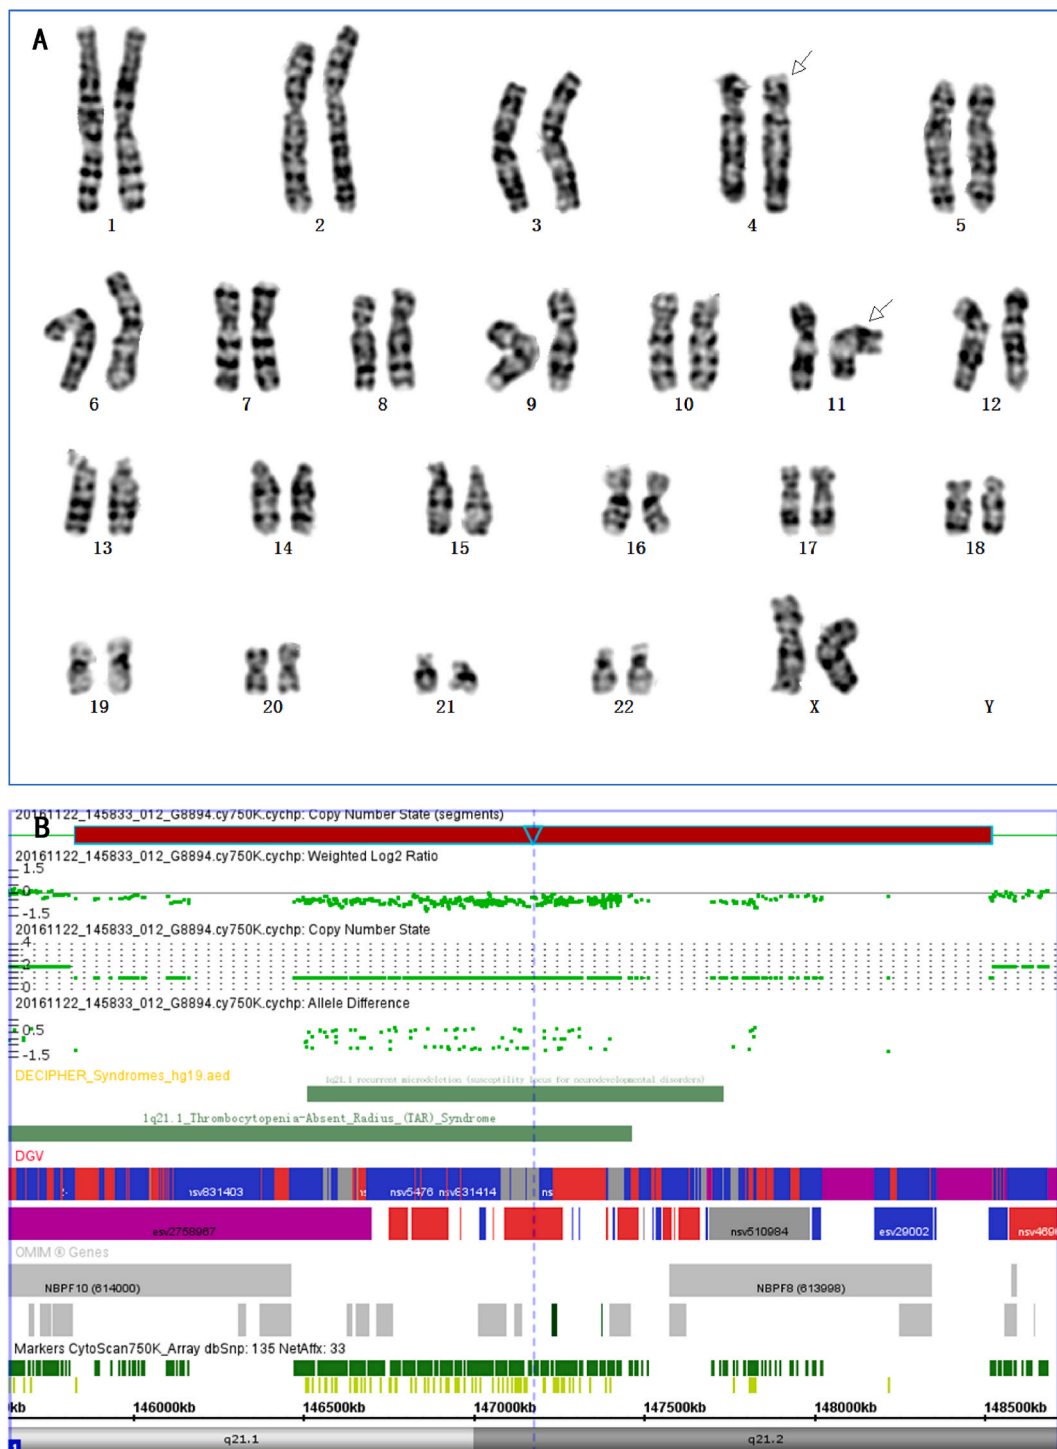 A
1 2 3 4 5
6 7 8 9 10 11 12
13 14 15 16 17 18
19 20 21 22 X Y
B
20161122_145833_012_G8894.cy750K.cychp: Copy Number State (segments)
20161122_145833_012_G8894.cy750K.cychp: Weighted Log2 Ratio
1.5
0
-1.5
20161122_145833_012_G8894.cy750K.cychp: Copy Number State
4
2
0
20161122_145833_012_G8894.cy750K.cychp: Allele Difference
0.5
-1.5
DECIPHER_Syndromes_hg19.aed
1q21.1 recurrent microdeletion (susceptibility locus for neurodevelopmental disorders)
1q21.1_Thrombocytopenia-Absent_Radius_(TAR)_Syndrome
DGV
nsv831403 nsv5476 nsv831414 ns
esv2758967 nsv510984 esv29002 nsv469
OMIM ® Genes
NBPF10 (614000) NBPF8 (613998)
Markers CytoScan750K_Array dbSnp: 135 NetAffx: 33
kb 146000kb 146500kb 147000kb 147500kb 148000kb 148500kb
q21.1 q21.2
1